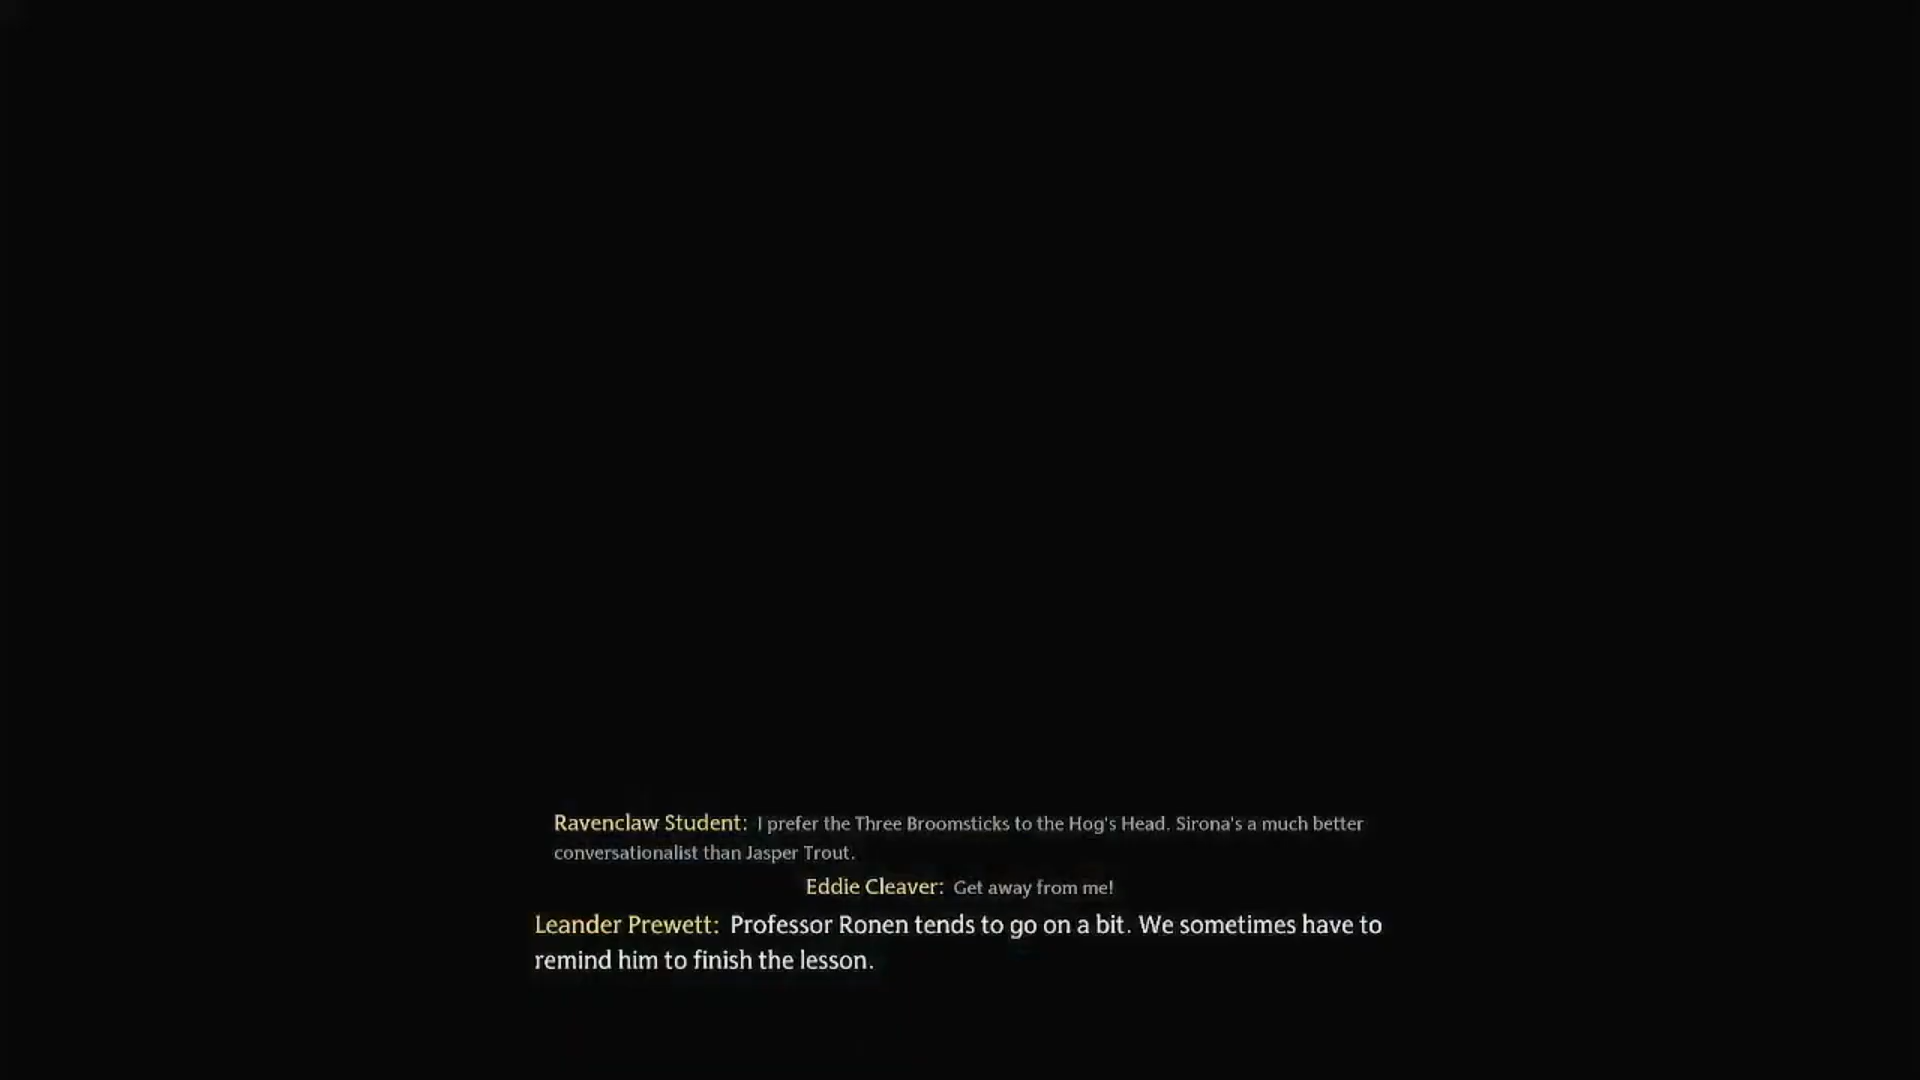 Ravenclaw Student: I prefer the Three Broomsticks to the Hog's Head. Sirona's a much better
conversationalist than Jasper Trout.
Eddie Cleaver: Get away from me!
Leander Prewett: Professor Ronen tends to go on a bit. We sometimes have to
remind him to finish the lesson.